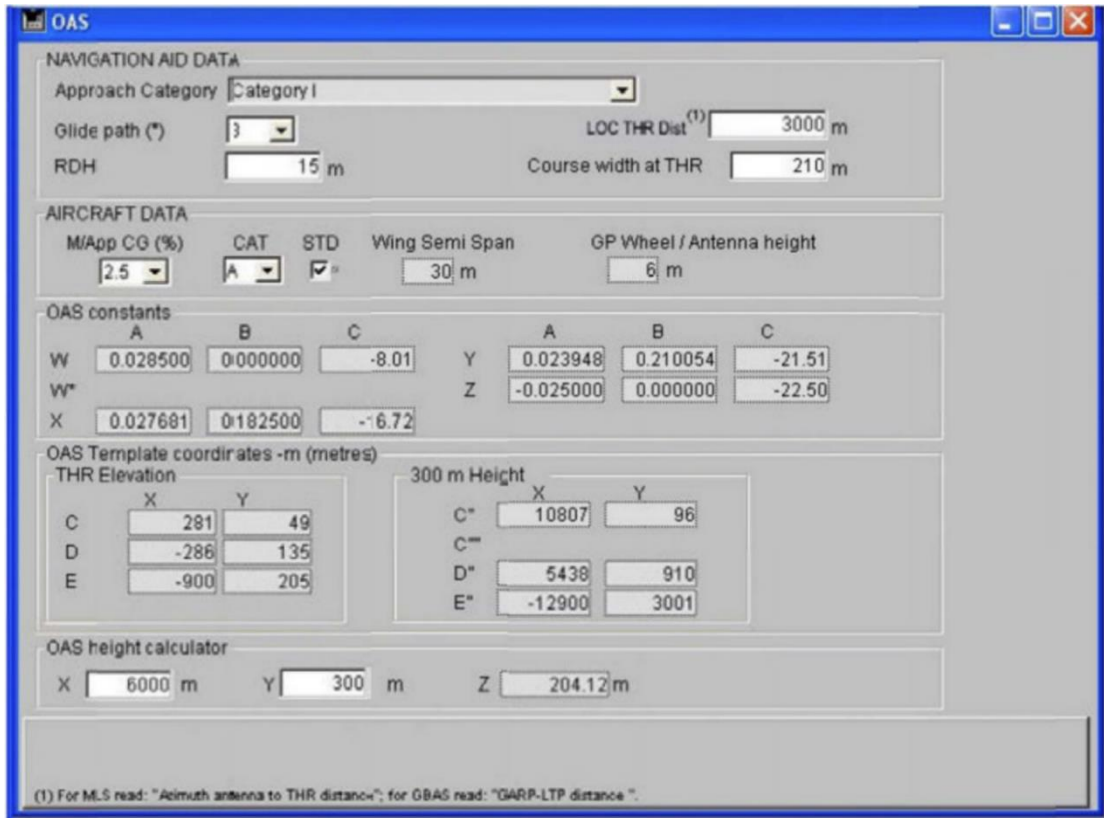 OAS
NAVIGATION AID DATA
Approach Category Category I
Glide path (°) 3 LOC THR Dist (1) 3000 m
RDH 15 m Course width at THR 210 m
AIRCRAFT DATA
M/App CG (%) CAT STD Wing Semi Span GP Wheel / Antenna height
2.5 A 30 m 6 m
OAS constants
A B C A B C
W 0.028500 0.000000 -8.01 Y 0.023948 0.210054 -21.51
W* Z -0.025000 0.000000 -22.50
X 0.027681 0.182500 -16.72
OAS Template coordinates -m (metres)
THR Elevation 300 m Height
X Y X Y
C 281 49 C" 10807 96
D -286 135 C""
E -900 205 D" 5438 910
E" -12900 3001
OAS height calculator
X 6000 m Y 300 m Z 204.12 m
(1) For MLS read: "Azimuth antenna to THR distance"; for GBAS read: "GARP-LTP distance ".